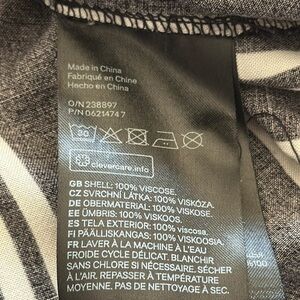 Made in China
Fabriqué en Chine
Hecho en China
O/N 238897
P/N 06214747
30
clevercare.info
GB SHELL: 100% VISCOSE.
CZ SVRCHNÍ LÁTKA: 100% VISKÓZA.
DE OBERMATERIAL: 100% VISKOSE.
EE ÜMBRIS: 100% VISKOOS.
ES TELA EXTERIOR: 100% viscosa.
FI PÄÄLLISKANGAS: 100% VISKOOSIA.
FR LAVER À LA MACHINE À L'EAU
FROIDE CYCLE DÉLICAT. BLANCHIR
SANS CHLORE SI NÉCESSAIRE. SÉCHER
À L'AIR. REPASSER À TEMPÉRATURE
MOYENNE. PAS DE NETTOYAGE À SEC.